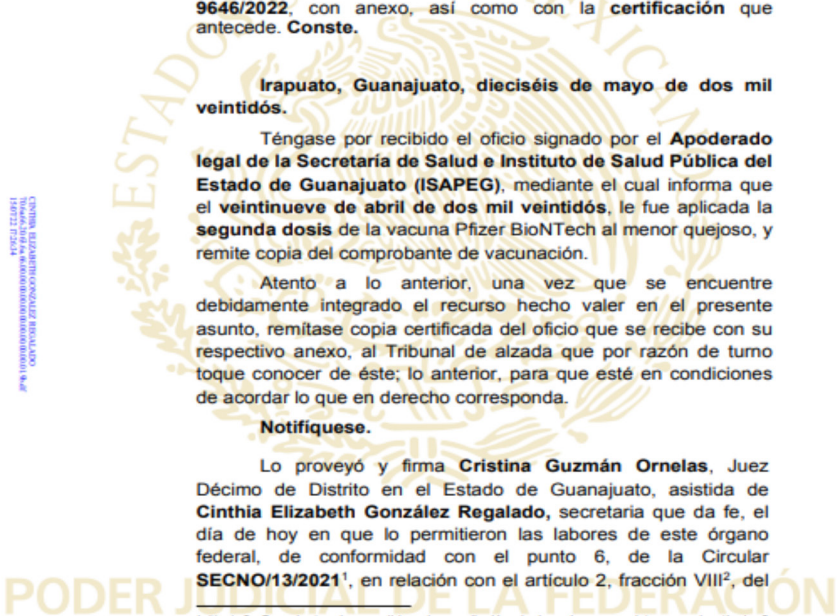 9646/2022, con anexo, así como con la certificación que
antecede. Conste.
Irapuato, Guanajuato, dieciséis de mayo de dos mil
veintidós.
Téngase por recibido el oficio signado por el Apoderado
legal de la Secretaría de Salud e Instituto de Salud Pública del
Estado de Guanajuato (ISAPEG), mediante el cual informa que
el veintinueve de abril de dos mil veintidós, le fue aplicada la
segunda dosis de la vacuna Pfizer BioNTech al menor quejoso, y
remite copia del comprobante de vacunación.
Atento a lo anterior, una vez que se encuentre
debidamente integrado el recurso hecho valer en el presente
asunto, remítase copia certificada del oficio que se recibe con su
respectivo anexo, al Tribunal de alzada que por razón de turno
toque conocer de éste; lo anterior, para que esté en condiciones
de acordar lo que en derecho corresponda.
Notifíquese.
Lo proveyó y firma Cristina Guzmán Ornelas, Juez
Décimo de Distrito en el Estado de Guanajuato, asistida de
Cinthia Elizabeth González Regalado, secretaria que da fe, el
día de hoy en que lo permitieron las labores de este órgano
federal, de conformidad con el punto 6, de la Circular
SECNO/13/2021¹, en relación con el artículo 2, fracción VIII², del
CINTHIA ELIZABETH GONZALEZ REGALADO
ESTADOS
MEXICANOS
PODER JUDICIAL DE LA FEDERACIÓN